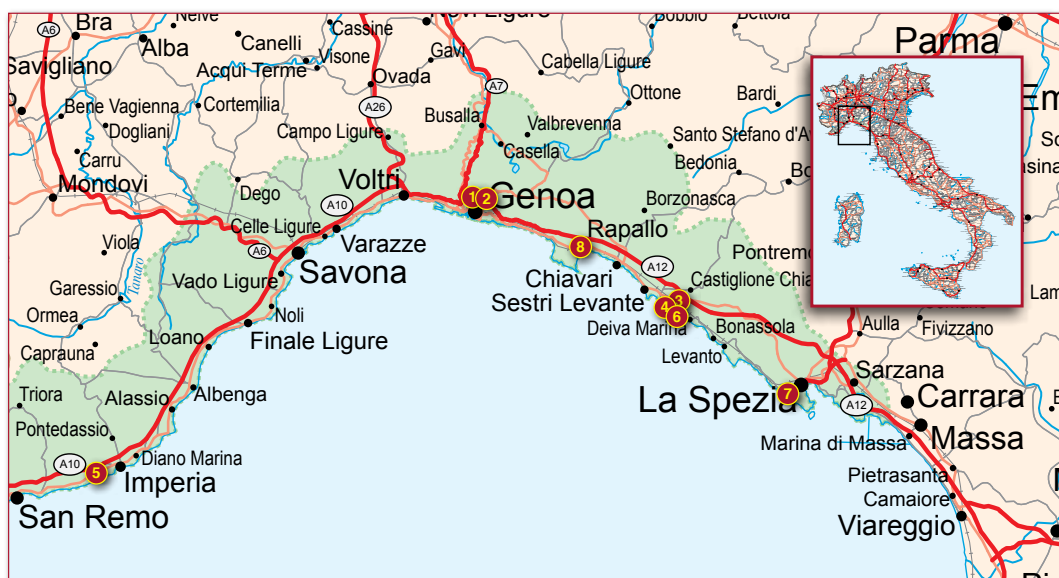 Bra
Neive
Cassine
Novi Ligure
Bobbio
Bettola
Parma
A6
Alba
Canelli
Visone
Gavi
Savigliano
Acqui Terme
Ovada
Cabella Ligure
A7
A26
Bene Vagienna
Cortemilia
Ottone
Bardi
Dogliani
Campo Ligure
Busalla
Valbrevenna
Carru
Casella
Santo Stefano d'A
Bedonia
Mondovi
Dego
Voltri
1
2
Genoa
Borzonasca
A10
Celle Ligure
Varazze
Rapallo
8
Viola
A6
Pontremo
Tanaro
Savona
A12
Chiavari
Castiglione Chia
Vado Ligure
Garessio
Sestri Levante
4
3
6
Noli
Ormea
Deiva Marina
Bonassola
Aulla
Fivizzano
Loano
Finale Ligure
Caprauna
Levanto
Sarzana
Triora
Alassio
Albenga
La Spezia
7
Carrara
A12
Pontedassio
Marina di Massa
Massa
A10
5
Diano Marina
Imperia
Pietrasanta
Camaiore
San Remo
Viareggio